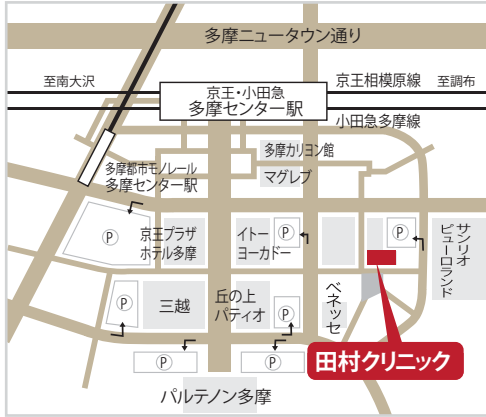 多摩ニュータウン通り
至南大沢
京王・小田急
多摩センター駅
京王相模原線
至調布
小田急多摩線
多摩カリヨン館
マグレブ
多摩都市モノレール
多摩センター駅
Ⓟ
京王プラザ
ホテル多摩
イトー
ヨーカドー
Ⓟ
Ⓟ
サンリオ
ピューロランド
Ⓟ
三越
丘の上
パティオ
Ⓟ
ベネッセ
Ⓟ
Ⓟ
田村クリニック
パルテノン多摩